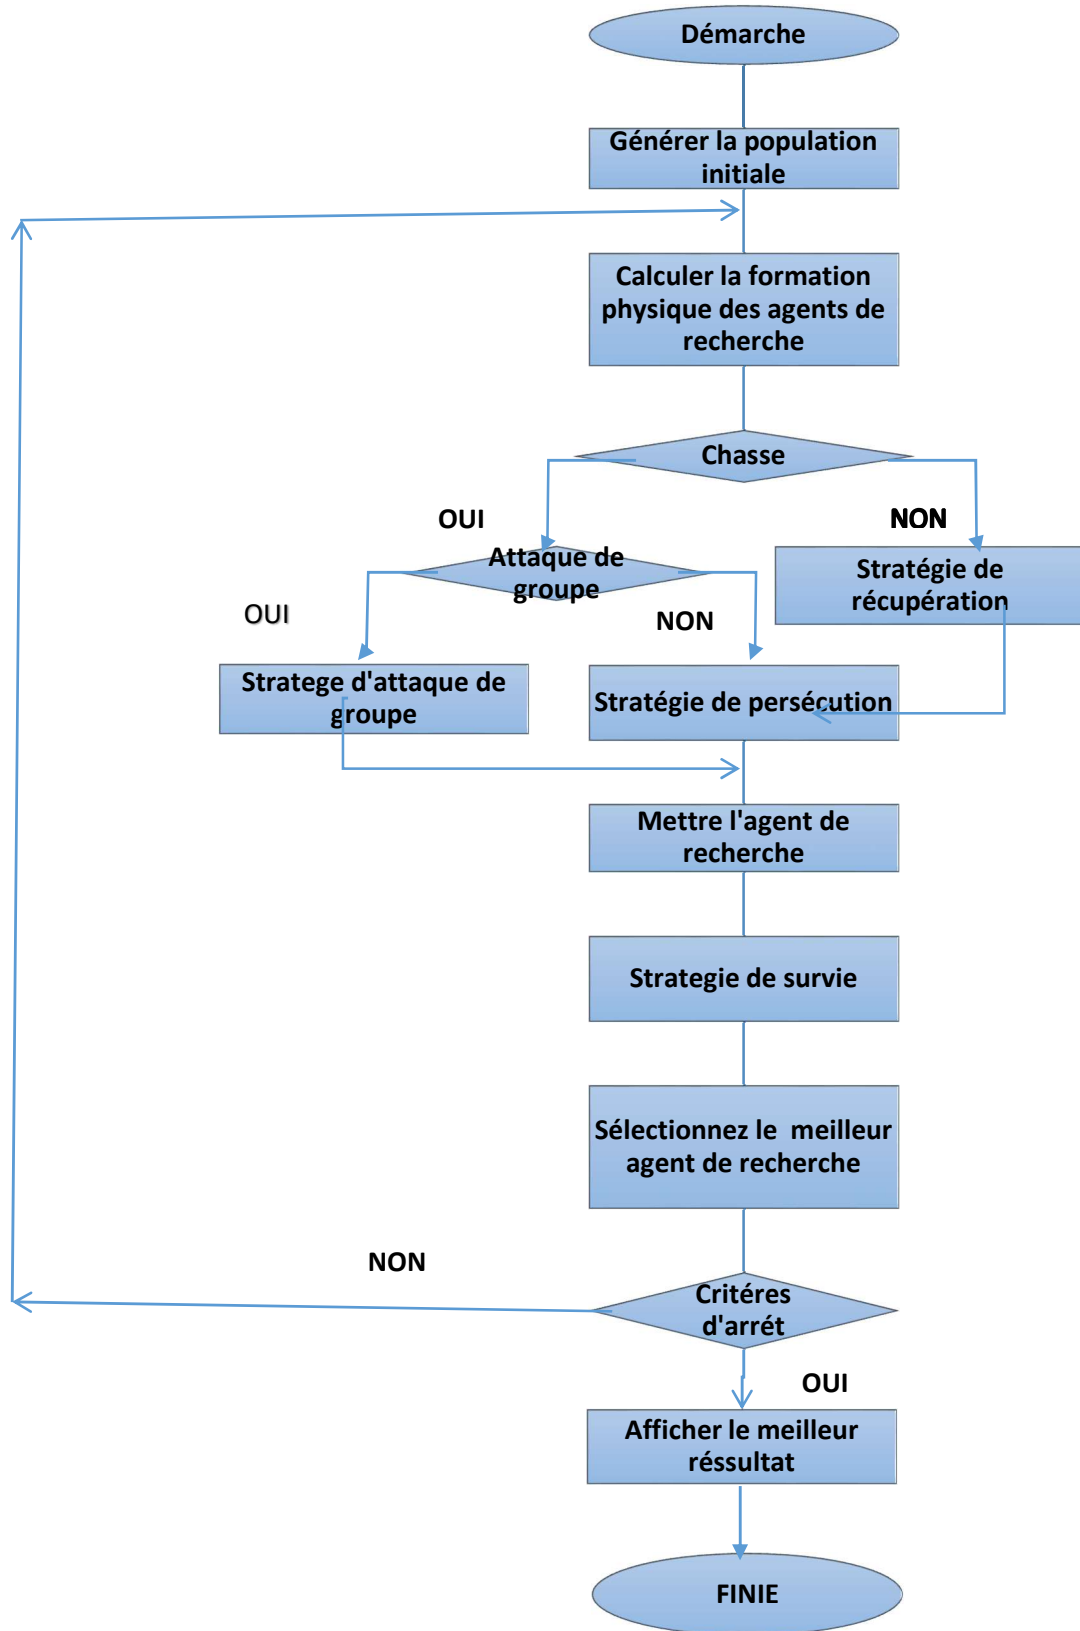 Démarche
Générer la population
initiale
Calculer la formation
physique des agents de
recherche
Chasse
OUI
NON
Attaque de
groupe
Stratégie de
récupération
OUI
NON
Stratege d'attaque de
groupe
Stratégie de persécution
Mettre l'agent de
recherche
Strategie de survie
Sélectionnez le meilleur
agent de recherche
NON
Critéres
d'arrét
OUI
Afficher le meilleur
réssultat
FINIE